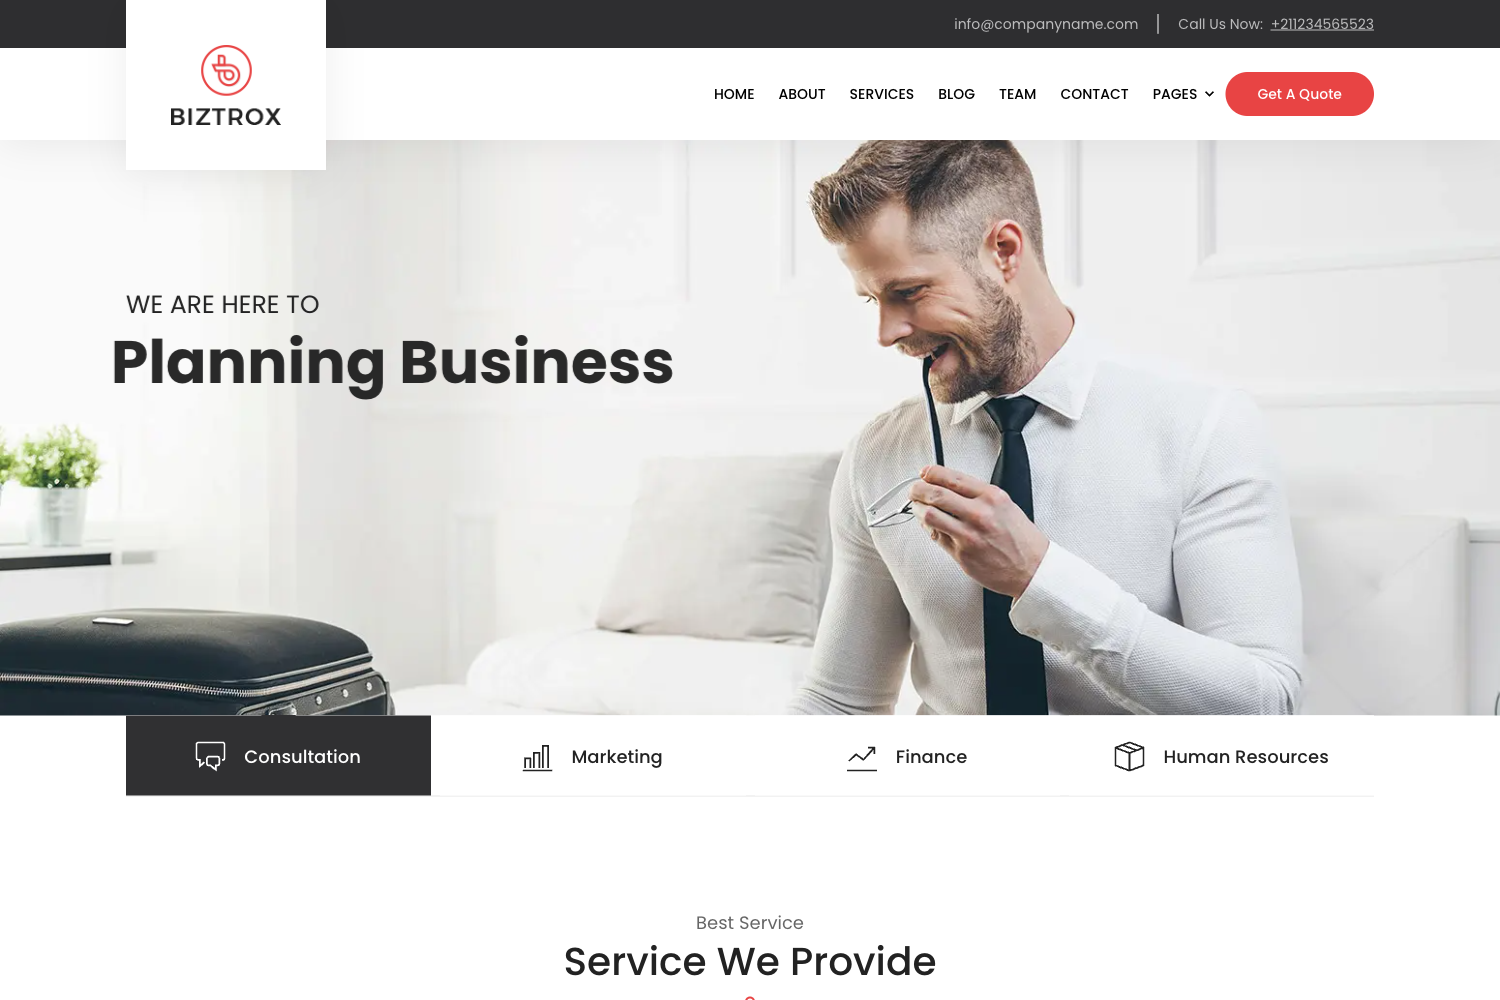 info@companyname.com
Call Us Now: +211234565523
BIZTROX
HOME ABOUT SERVICES BLOG TEAM CONTACT PAGES Get A Quote
WE ARE HERE TO
Planning Business
Consultation Marketing Finance Human Resources
Best Service
Service We Provide